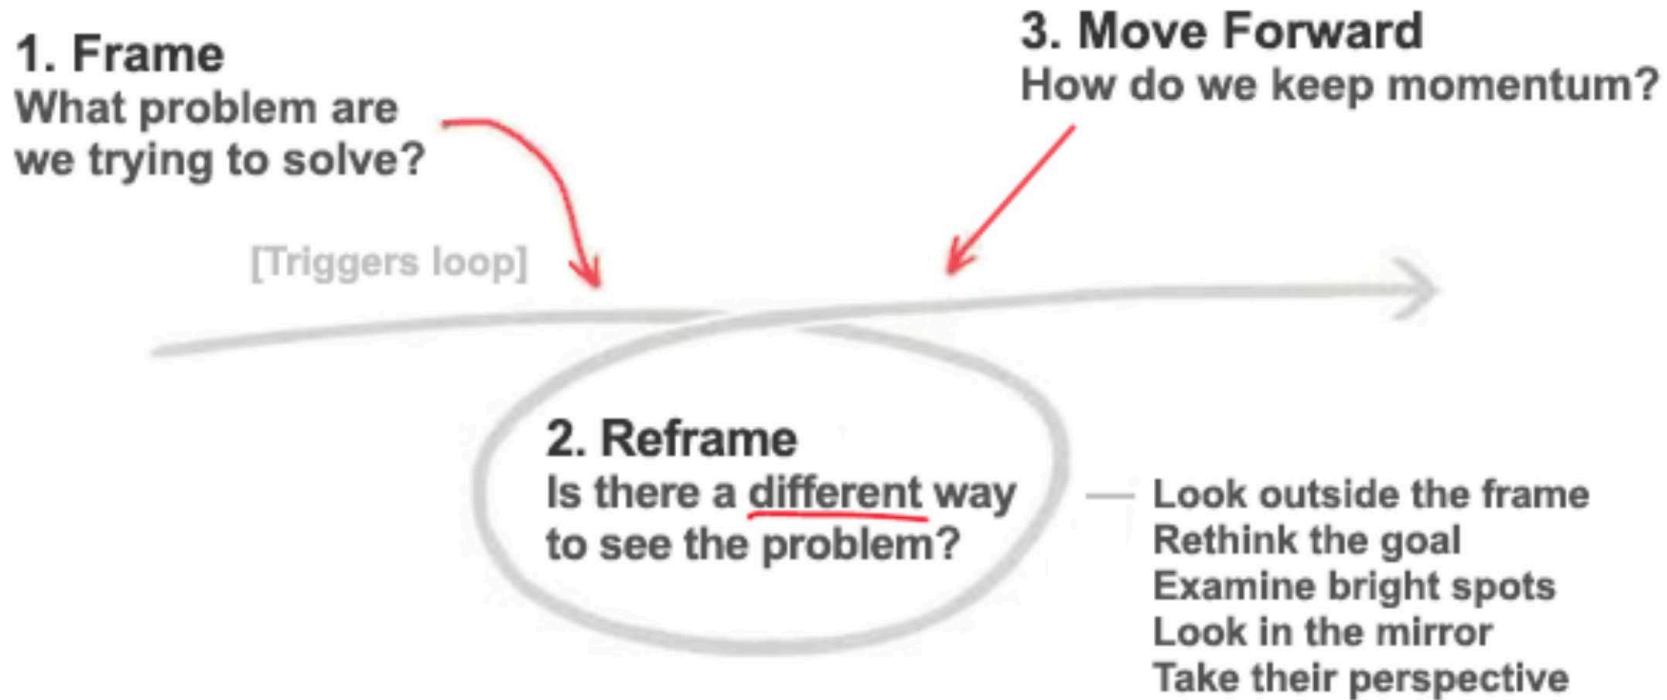 1. Frame
What problem are
we trying to solve?
3. Move Forward
How do we keep momentum?
[Triggers loop]
2. Reframe
Is there a different way
to see the problem?
Look outside the frame
Rethink the goal
Examine bright spots
Look in the mirror
Take their perspective